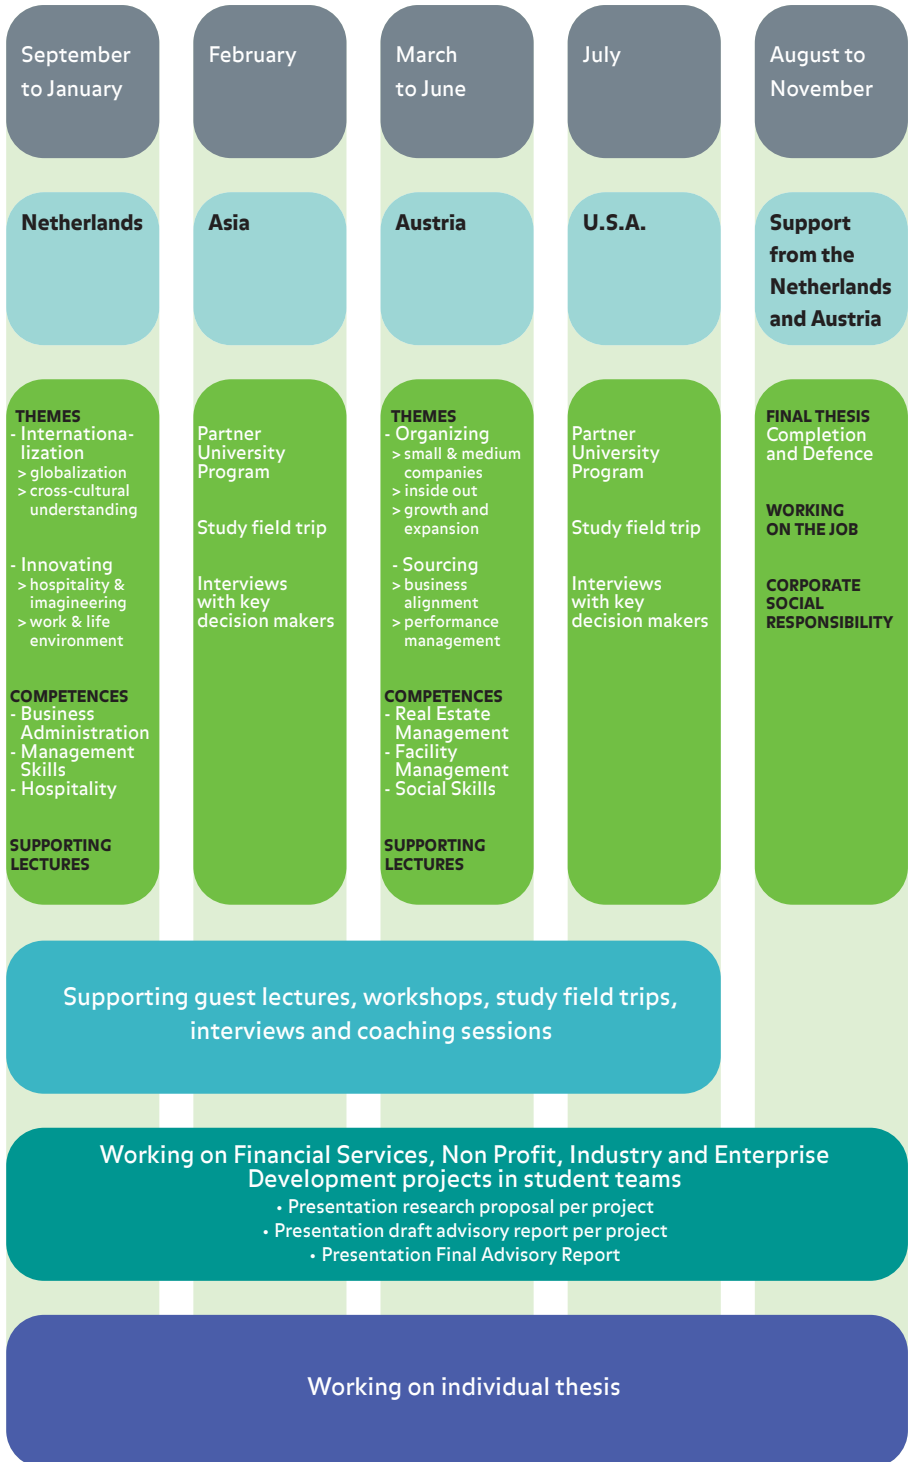 September
to January
February
March
to June
July
August to
November
Netherlands
Asia
Austria
U.S.A.
Support
from the
Netherlands
and Austria
THEMES
- Internationa-
lization
> globalization
> cross-cultural
understanding
- Innovating
> hospitality &
imagineering
> work & life
environment
COMPETENCES
- Business
Administration
- Management
Skills
- Hospitality
SUPPORTING
LECTURES
Partner
University
Program
Study field trip
Interviews
with key
decision makers
THEMES
- Organizing
> small & medium
companies
> inside out
> growth and
expansion
- Sourcing
> business
alignment
> performance
management
COMPETENCES
- Real Estate
Management
- Facility
Management
- Social Skills
SUPPORTING
LECTURES
Partner
University
Program
Study field trip
Interviews
with key
decision makers
FINAL THESIS
Completion
and Defence
WORKING
ON THE JOB
CORPORATE
SOCIAL
RESPONSIBILITY
Supporting guest lectures, workshops, study field trips,
interviews and coaching sessions
Working on Financial Services, Non Profit, Industry and Enterprise
Development projects in student teams
• Presentation research proposal per project
• Presentation draft advisory report per project
• Presentation Final Advisory Report
Working on individual thesis